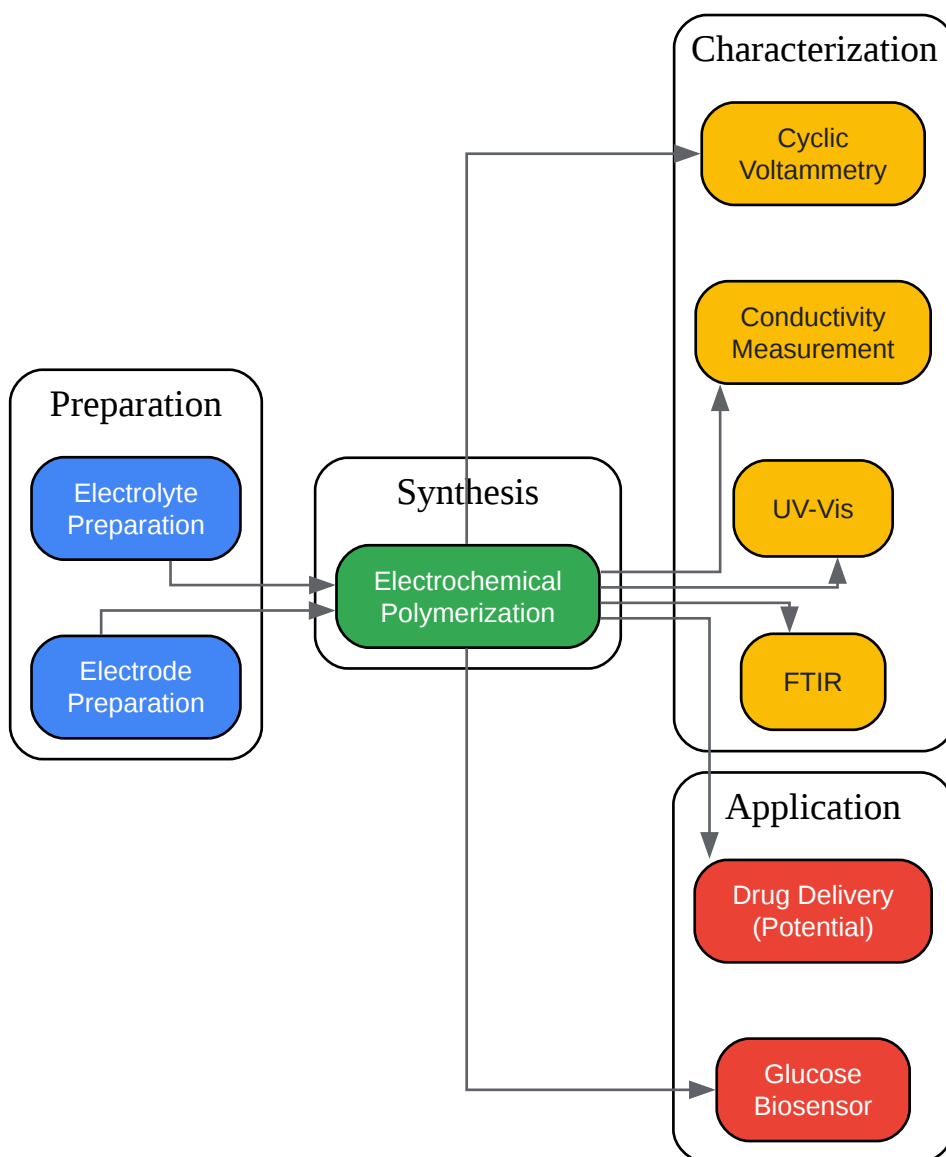 Preparation
Electrolyte
Preparation
Electrode
Preparation
Synthesis
Electrochemical
Polymerization
Characterization
Cyclic
Voltammetry
Conductivity
Measurement
UV-Vis
FTIR
Application
Drug Delivery
(Potential)
Glucose
Biosensor